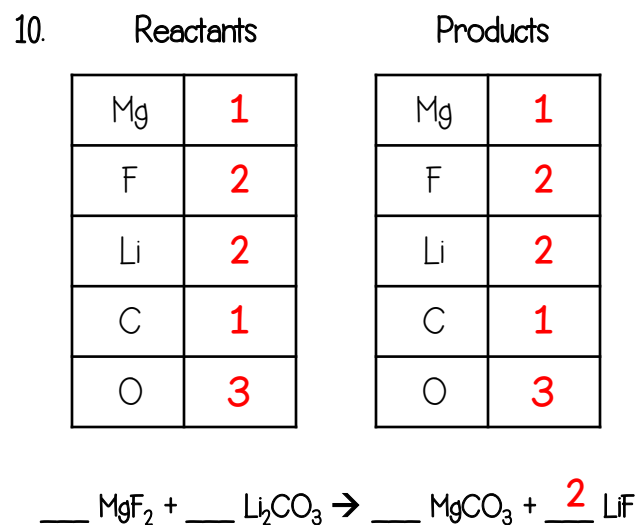 10. Reactants Products
Mg 1 Mg 1
F 2 F 2
Li 2 Li 2
C 1 C 1
O 3 O 3
___ MgF₂ + ___ Li₂CO₃ → ___ MgCO₃ + 2 LiF